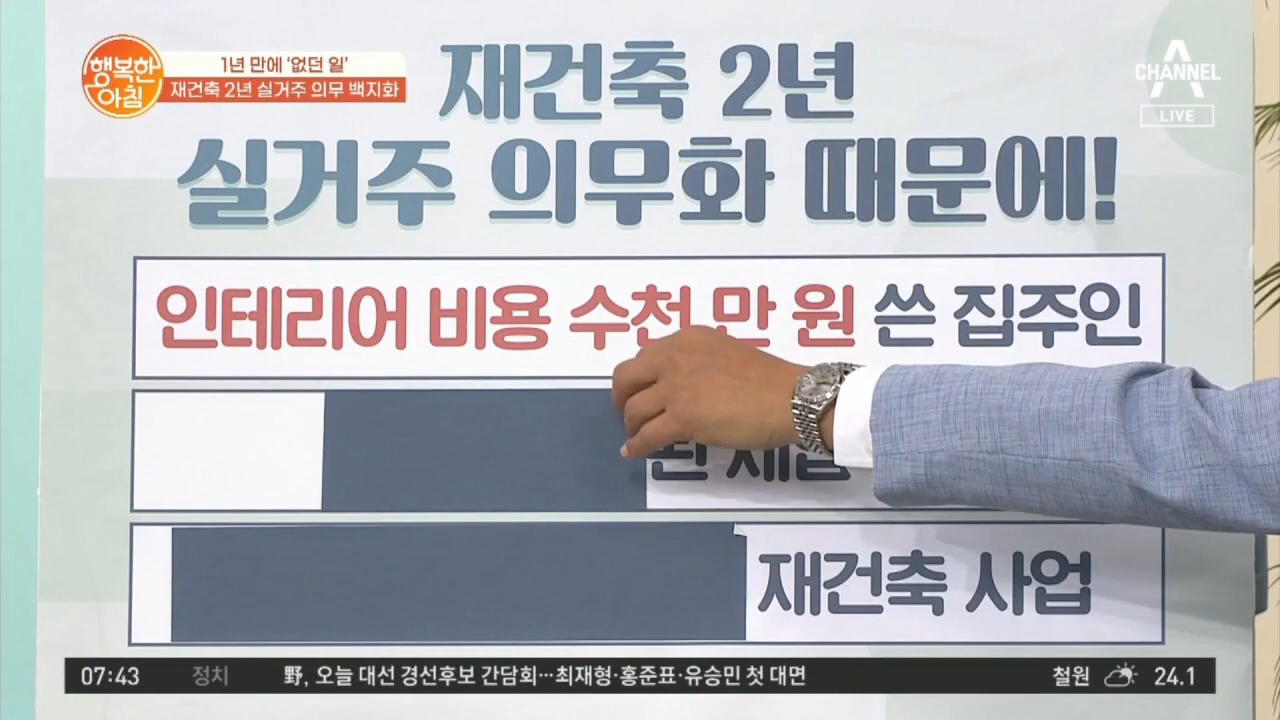 행복한
아침
1년 만에 '없던 일'
재건축 2년 실거주 의무 백지화
CHANNEL
LIVE
재건축 2년
실거주 의무화 때문에!
인테리어 비용 수천 만 원 쓴 집주인
재건축 사업
07:43 정치 野, 오늘 대선 경선후보 간담회…최재형·홍준표·유승민 첫 대면 철원 24.1